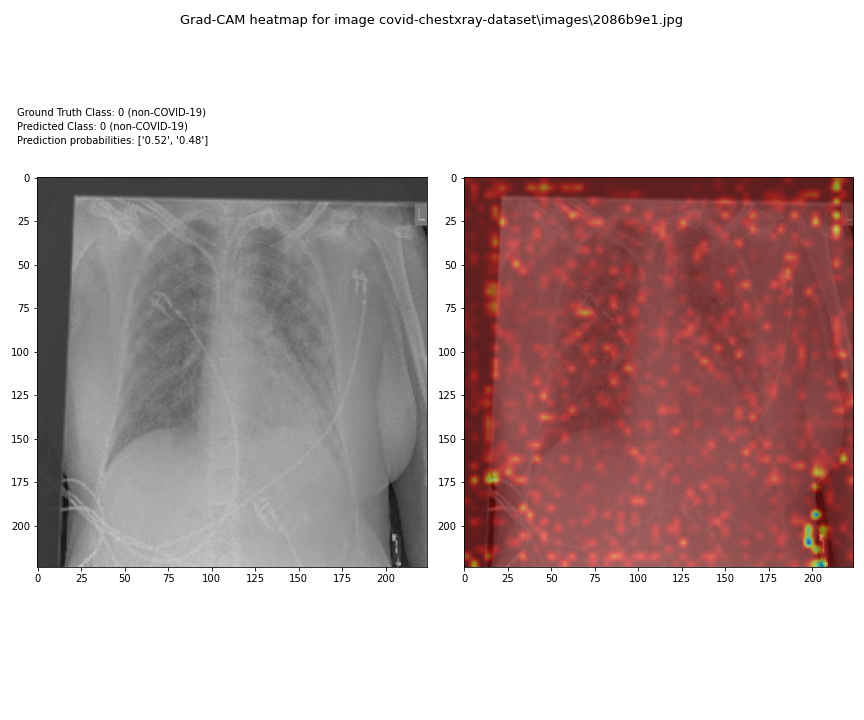 Grad-CAM heatmap for image covid-chestxray-dataset\images\2086b9e1.jpg
Ground Truth Class: 0 (non-COVID-19)
Predicted Class: 0 (non-COVID-19)
Prediction probabilities: ['0.52', '0.48']
0
25
50
75
100
125
150
175
200
0 25 50 75 100 125 150 175 200
L
0
25
50
75
100
125
150
175
200
0 25 50 75 100 125 150 175 200
L